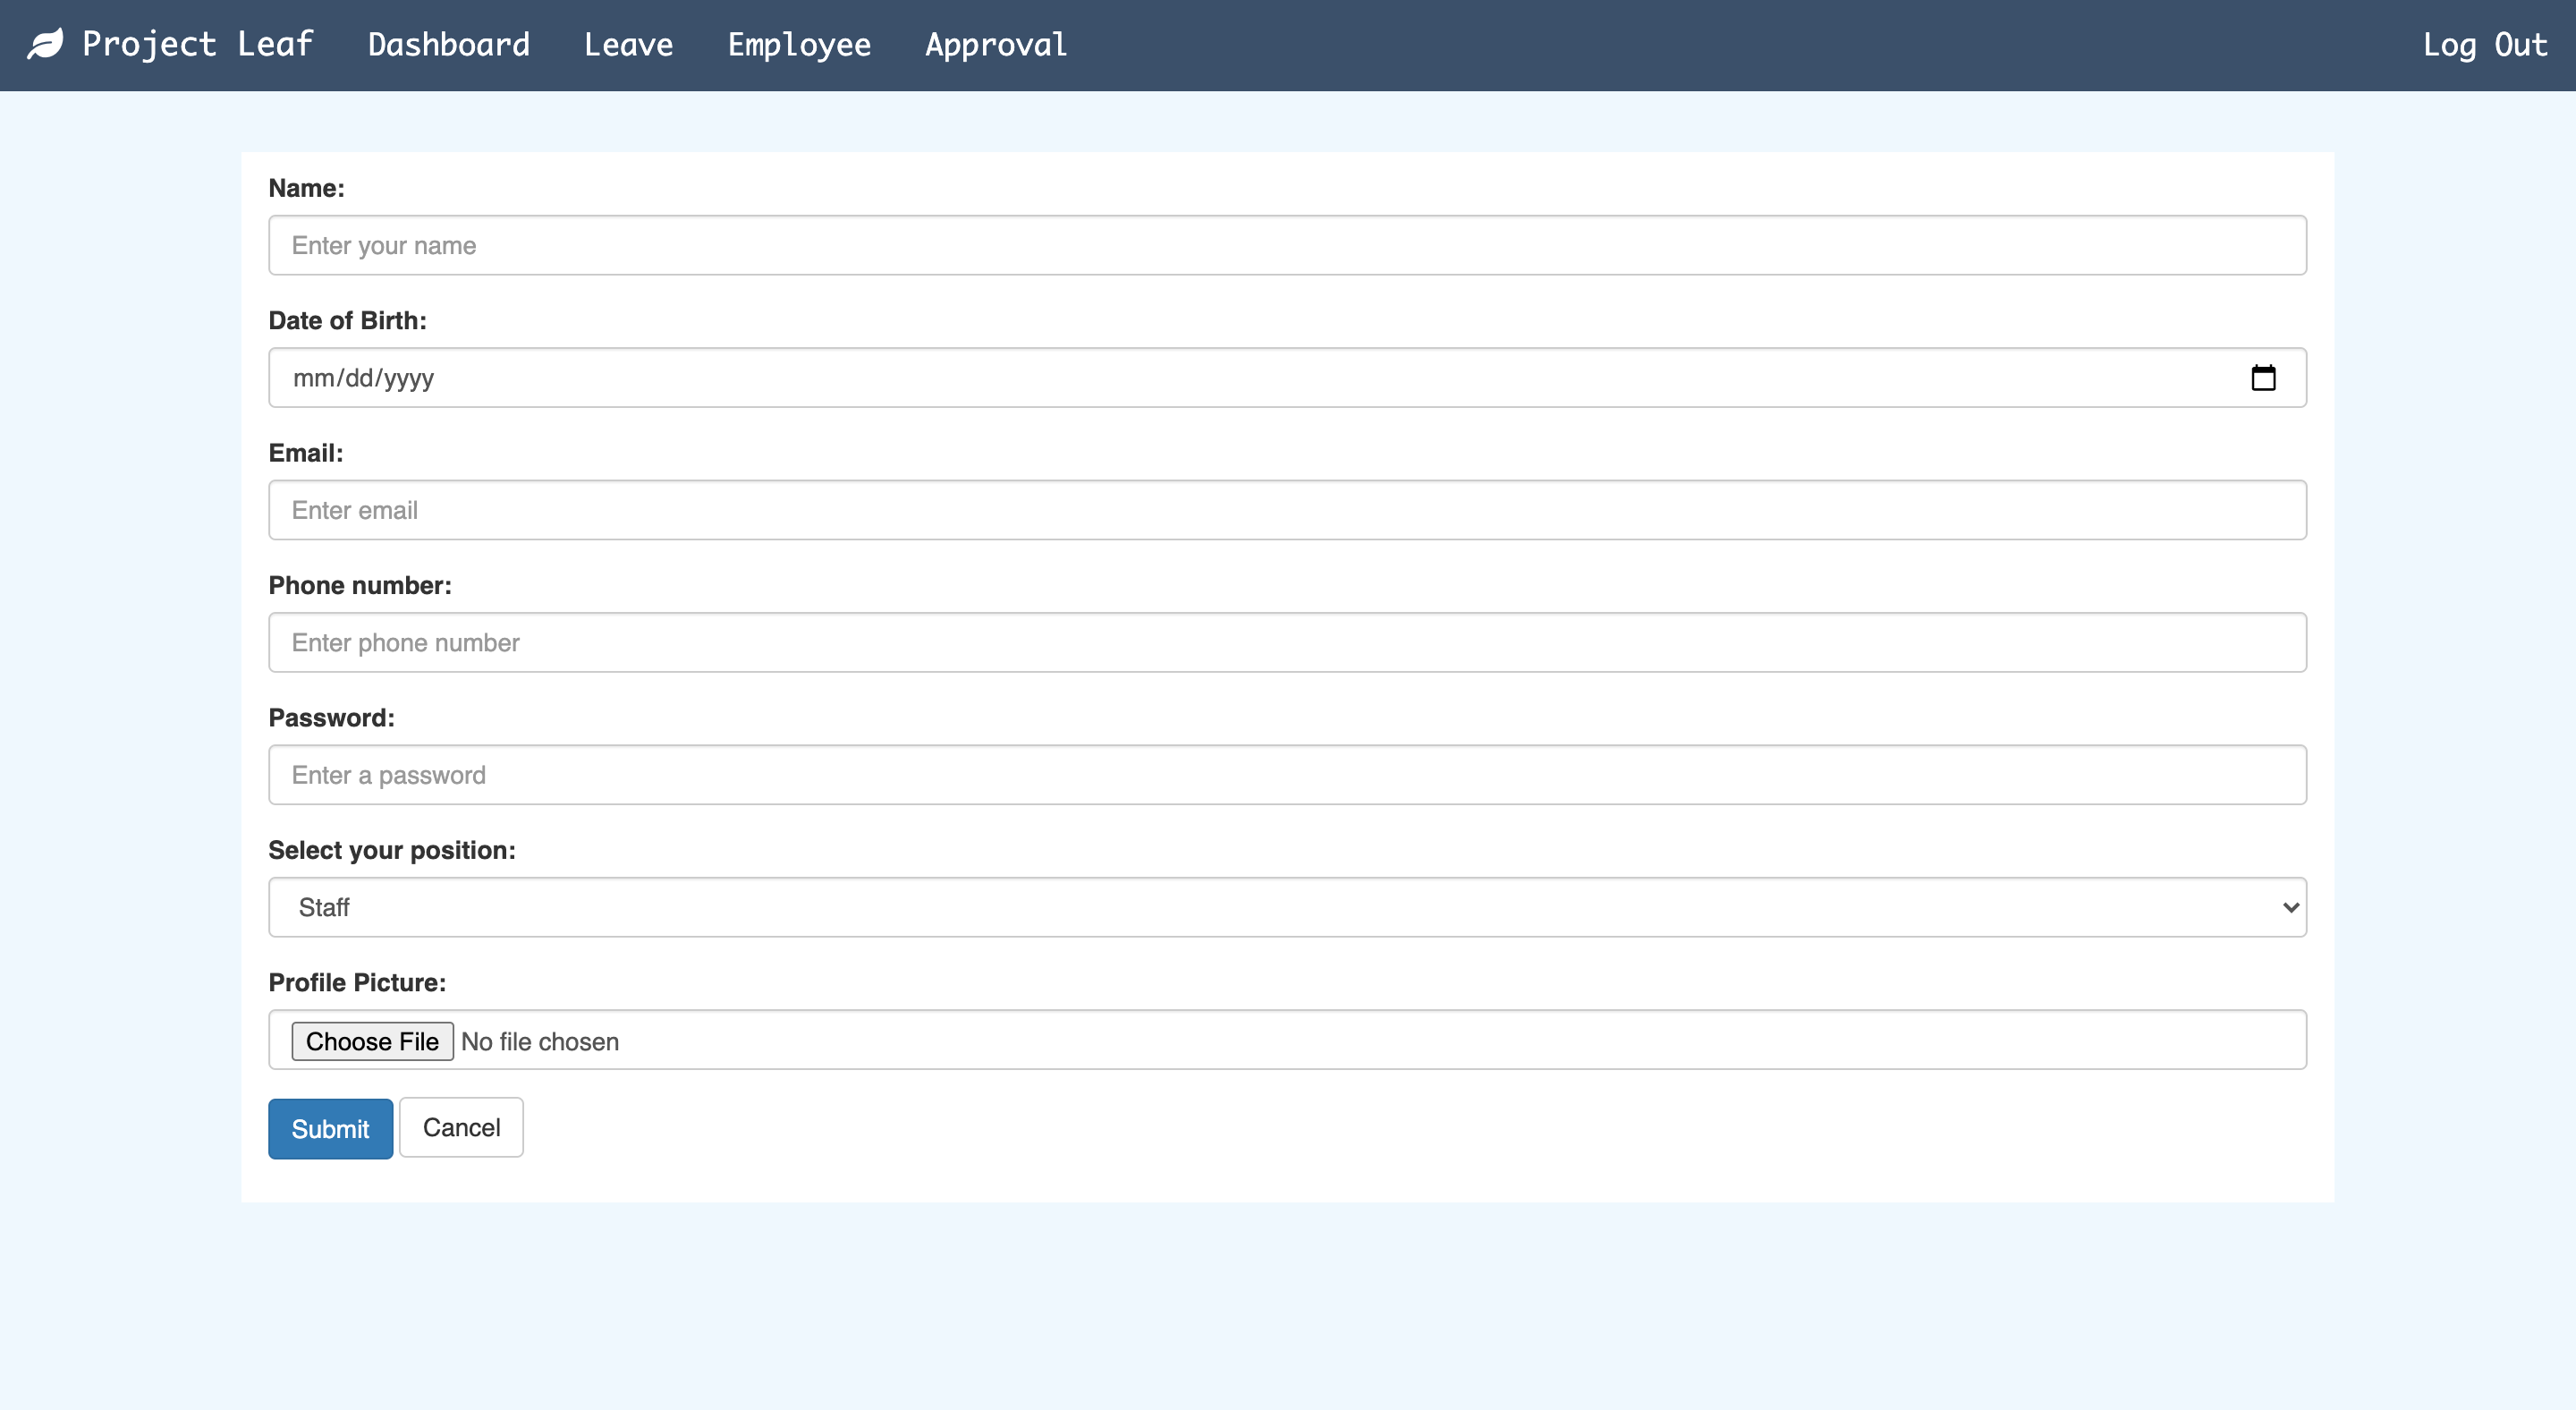 Project Leaf Dashboard Leave Employee Approval Log Out
Name:
Enter your name
Date of Birth:
mm/dd/yyyy
Email:
Enter email
Phone number:
Enter phone number
Password:
Enter a password
Select your position:
Staff
Profile Picture:
Choose File No file chosen
Submit Cancel